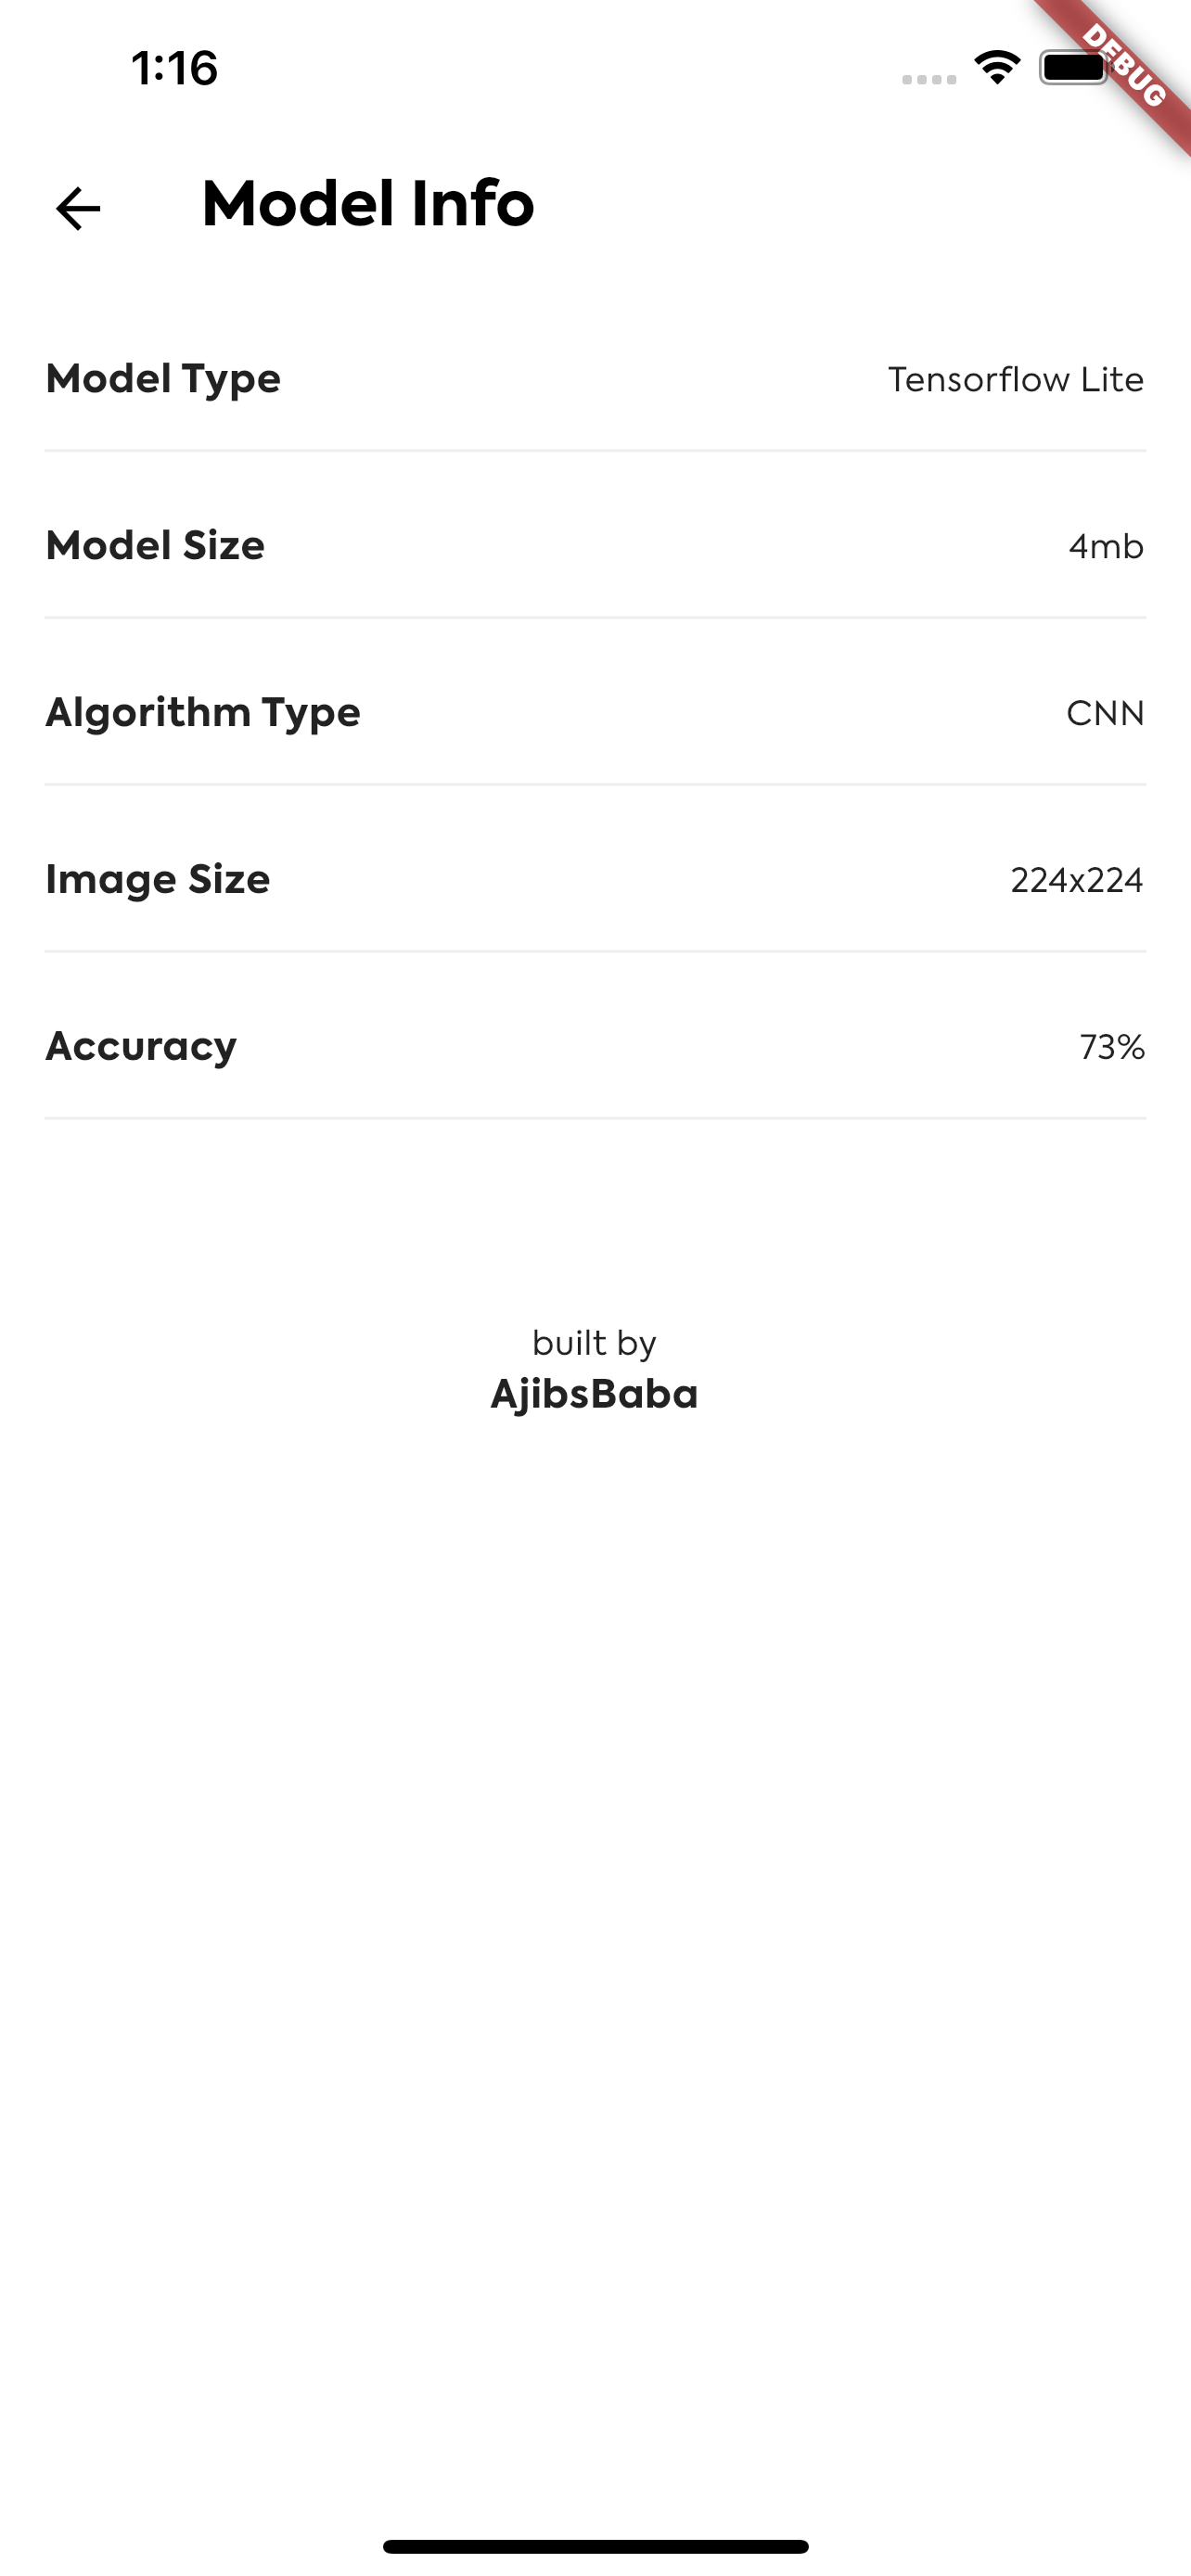 1:16
DEBUG
Model Info
Model Type Tensorflow Lite
Model Size 4mb
Algorithm Type CNN
Image Size 224x224
Accuracy 73%
built by
AjibsBaba